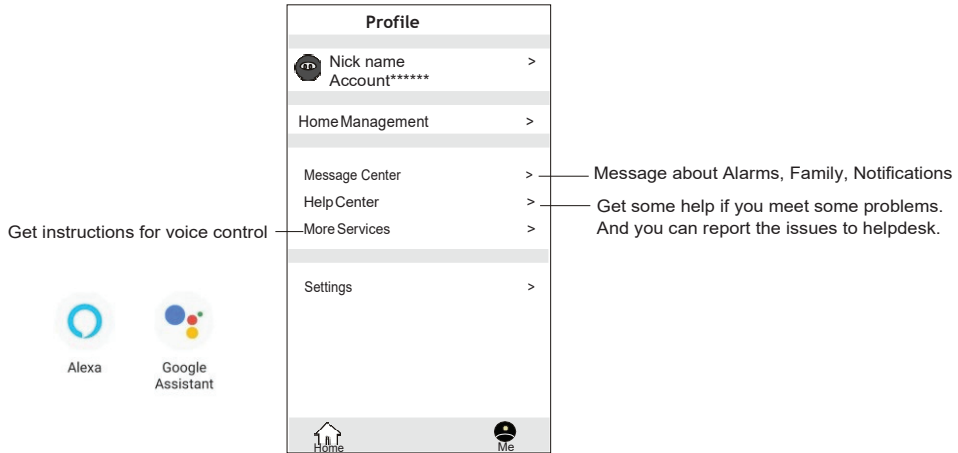 Profile
Nick name >
Account******
Home Management >
Message Center >
Message about Alarms, Family, Notifications
Help Center >
Get some help if you meet some problems.
And you can report the issues to helpdesk.
Get instructions for voice control
More Services >
Settings >
Alexa
Google
Assistant
Home
Me